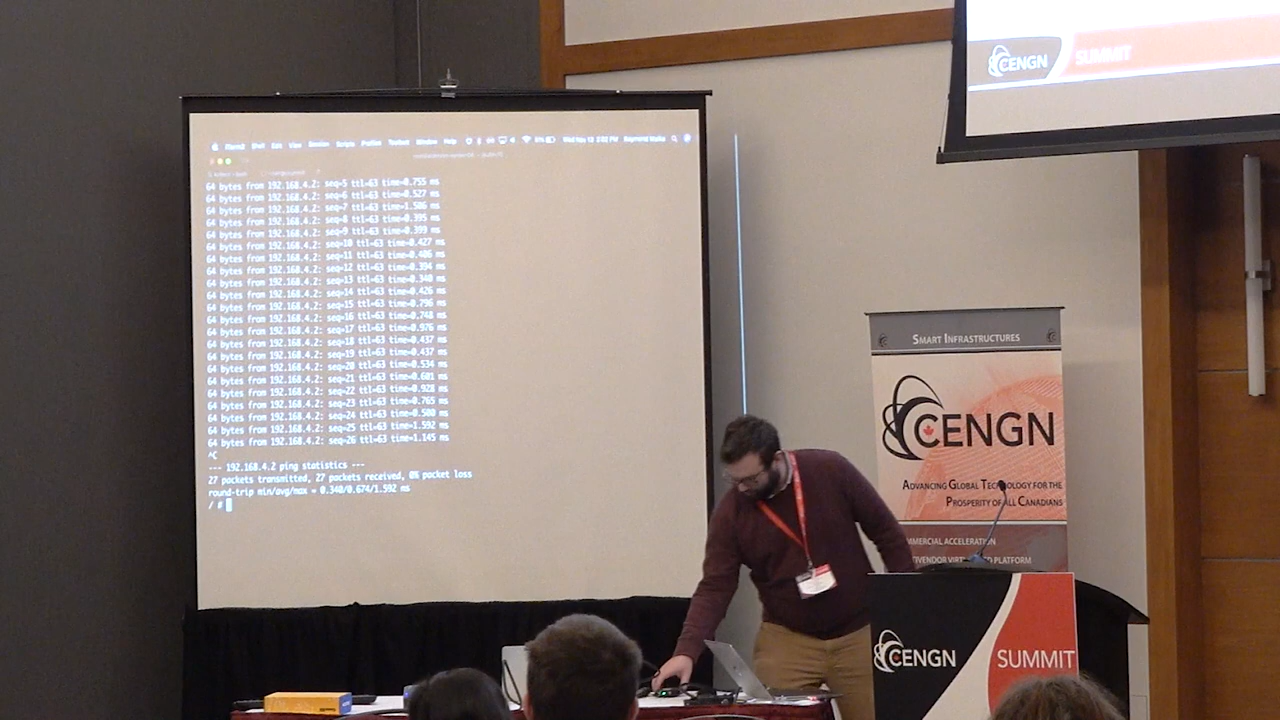 CENGN SUMMIT
iTerm2 Shell Edit View Session Scripts Profiles Toolbelt Window Help
64 bytes from 192.168.4.2: seq=5 ttl=63 time=0.755 ms
64 bytes from 192.168.4.2: seq=6 ttl=63 time=0.527 ms
64 bytes from 192.168.4.2: seq=7 ttl=63 time=1.506 ms
64 bytes from 192.168.4.2: seq=8 ttl=63 time=0.395 ms
64 bytes from 192.168.4.2: seq=9 ttl=63 time=0.399 ms
64 bytes from 192.168.4.2: seq=10 ttl=63 time=0.427 ms
64 bytes from 192.168.4.2: seq=11 ttl=63 time=0.406 ms
64 bytes from 192.168.4.2: seq=12 ttl=63 time=0.394 ms
64 bytes from 192.168.4.2: seq=13 ttl=63 time=0.340 ms
64 bytes from 192.168.4.2: seq=14 ttl=63 time=0.426 ms
64 bytes from 192.168.4.2: seq=15 ttl=63 time=0.796 ms
64 bytes from 192.168.4.2: seq=16 ttl=63 time=0.748 ms
64 bytes from 192.168.4.2: seq=17 ttl=63 time=0.976 ms
64 bytes from 192.168.4.2: seq=18 ttl=63 time=0.437 ms
64 bytes from 192.168.4.2: seq=19 ttl=63 time=0.437 ms
64 bytes from 192.168.4.2: seq=20 ttl=63 time=0.534 ms
64 bytes from 192.168.4.2: seq=21 ttl=63 time=0.601 ms
64 bytes from 192.168.4.2: seq=22 ttl=63 time=0.928 ms
64 bytes from 192.168.4.2: seq=23 ttl=63 time=0.765 ms
64 bytes from 192.168.4.2: seq=24 ttl=63 time=0.500 ms
64 bytes from 192.168.4.2: seq=25 ttl=63 time=1.592 ms
64 bytes from 192.168.4.2: seq=26 ttl=63 time=1.145 ms
^C
--- 192.168.4.2 ping statistics ---
27 packets transmitted, 27 packets received, 0% packet loss
round-trip min/avg/max = 0.340/0.674/1.592 ms
/ #
SMART INFRASTRUCTURES
CENGN
ADVANCING GLOBAL TECHNOLOGY FOR THE
PROSPERITY OF ALL CANADIANS
MMERCIAL ACCELERATION
PLATFORM
CENGN SUMMIT